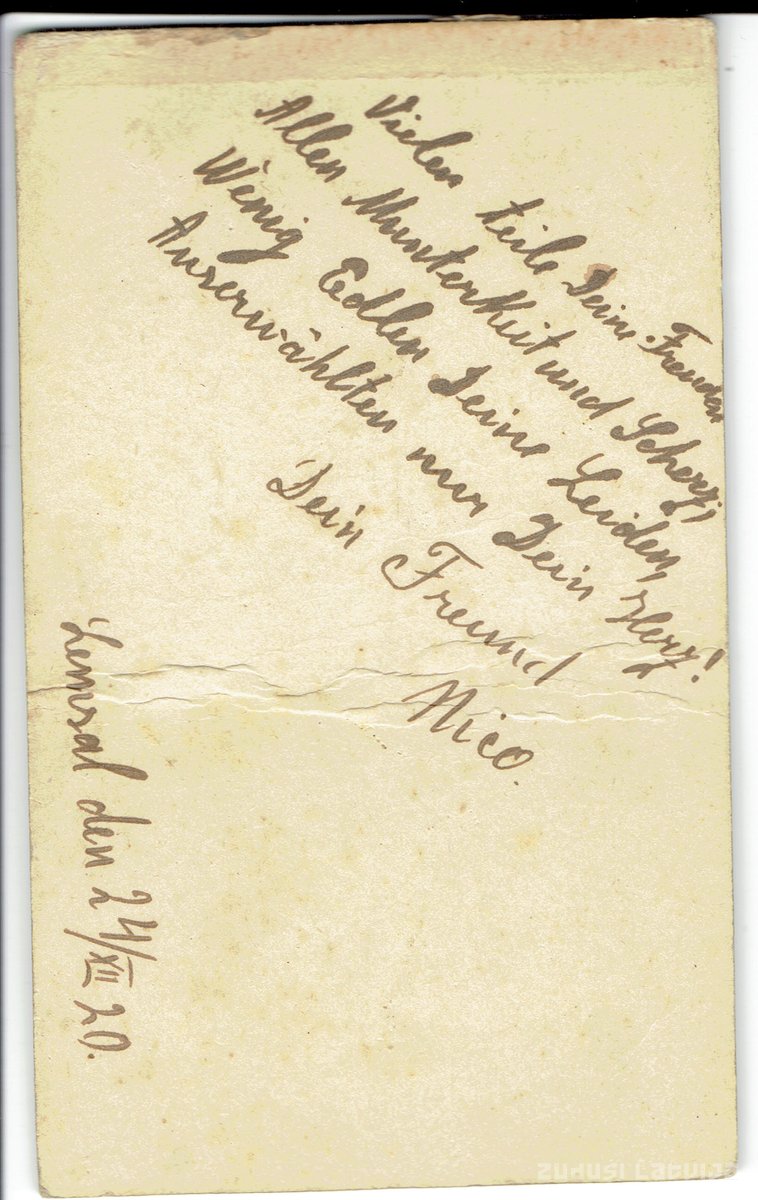 Vielen teile Deine Freuden
Allen Munterkeit und Scherz,
Wenig Edlen Deine Leiden,
Auserwählten nur Dein Herz!
Dein Freund
Nico.
Lemsal den 24/XII 20.
ZUDUSI LATVIJA